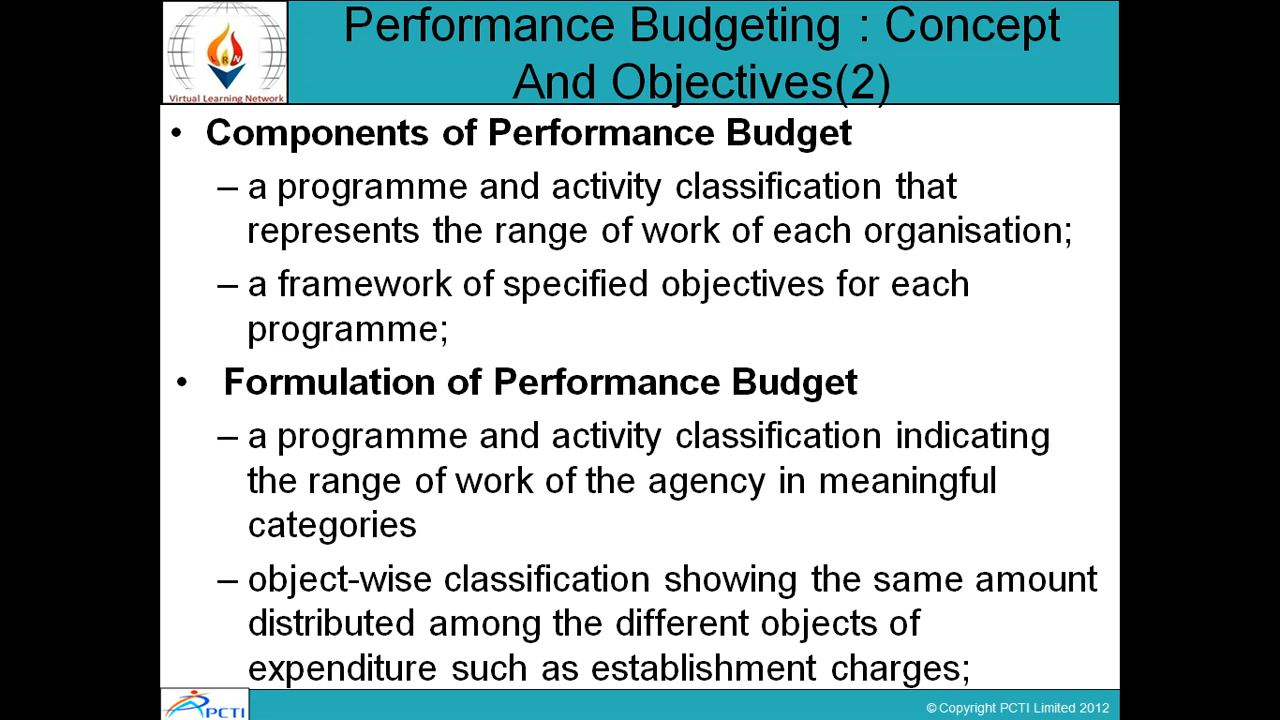 Performance Budgeting : Concept
And Objectives(2)
Virtual Learning Network
• Components of Performance Budget
– a programme and activity classification that
represents the range of work of each organisation;
– a framework of specified objectives for each
programme;
• Formulation of Performance Budget
– a programme and activity classification indicating
the range of work of the agency in meaningful
categories
– object-wise classification showing the same amount
distributed among the different objects of
expenditure such as establishment charges;
PCTI
© Copyright PCTI Limited 2012